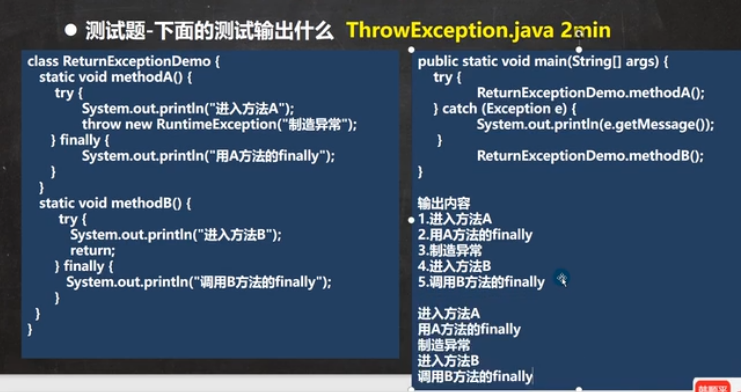 ● 测试题-下面的测试输出什么 ThrowException.java 2min
class ReturnExceptionDemo {
static void methodA() {
try {
System.out.println("进入方法A");
throw new RuntimeException("制造异常");
} finally {
System.out.println("用A方法的finally");
}
}
static void methodB() {
try {
System.out.println("进入方法B");
return;
} finally {
System.out.println("调用B方法的finally");
}
}
}
public static void main(String[] args) {
try {
ReturnExceptionDemo.methodA();
} catch (Exception e) {
System.out.println(e.getMessage());
}
ReturnExceptionDemo.methodB();
}
输出内容
1.进入方法A
2.用A方法的finally
3.制造异常
4.进入方法B
5.调用B方法的finally
进入方法A
用A方法的finally
制造异常
进入方法B
调用B方法的finally